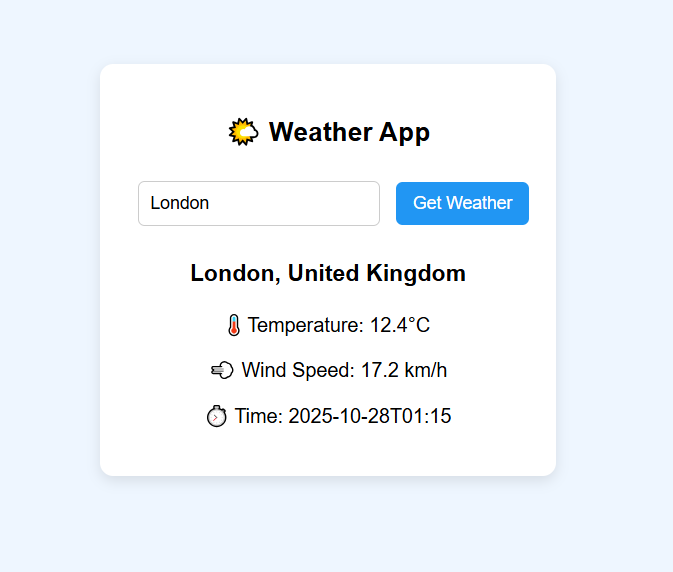 🌤️ Weather App
London Get Weather
London, United Kingdom
🌡️ Temperature: 12.4°C
💨 Wind Speed: 17.2 km/h
⏱️ Time: 2025-10-28T01:15